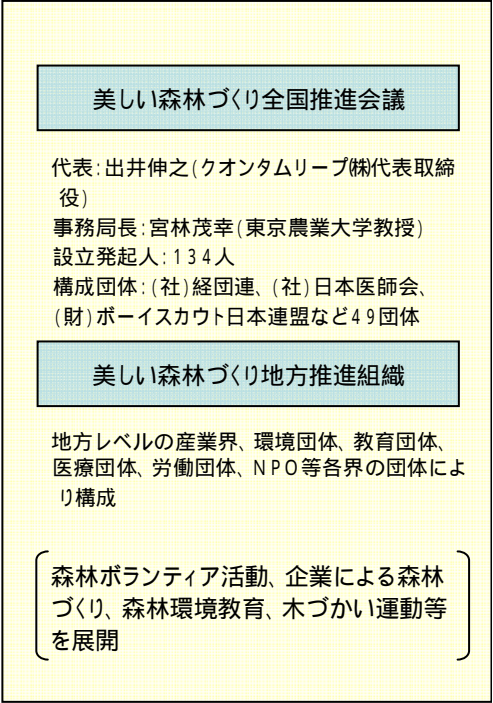 美しい森林づくり全国推進会議
代表:出井伸之(クオンタムリープ㈱代表取締
役)
事務局長:宮林茂幸(東京農業大学教授)
設立発起人:134人
構成団体:(社)経団連、(社)日本医師会、
(財)ボーイスカウト日本連盟など49団体
美しい森林づくり地方推進組織
地方レベルの産業界、環境団体、教育団体、
医療団体、労働団体、NPO等各界の団体によ
り構成
森林ボランティア活動、企業による森林
づくり、森林環境教育、木づかい運動等
を展開